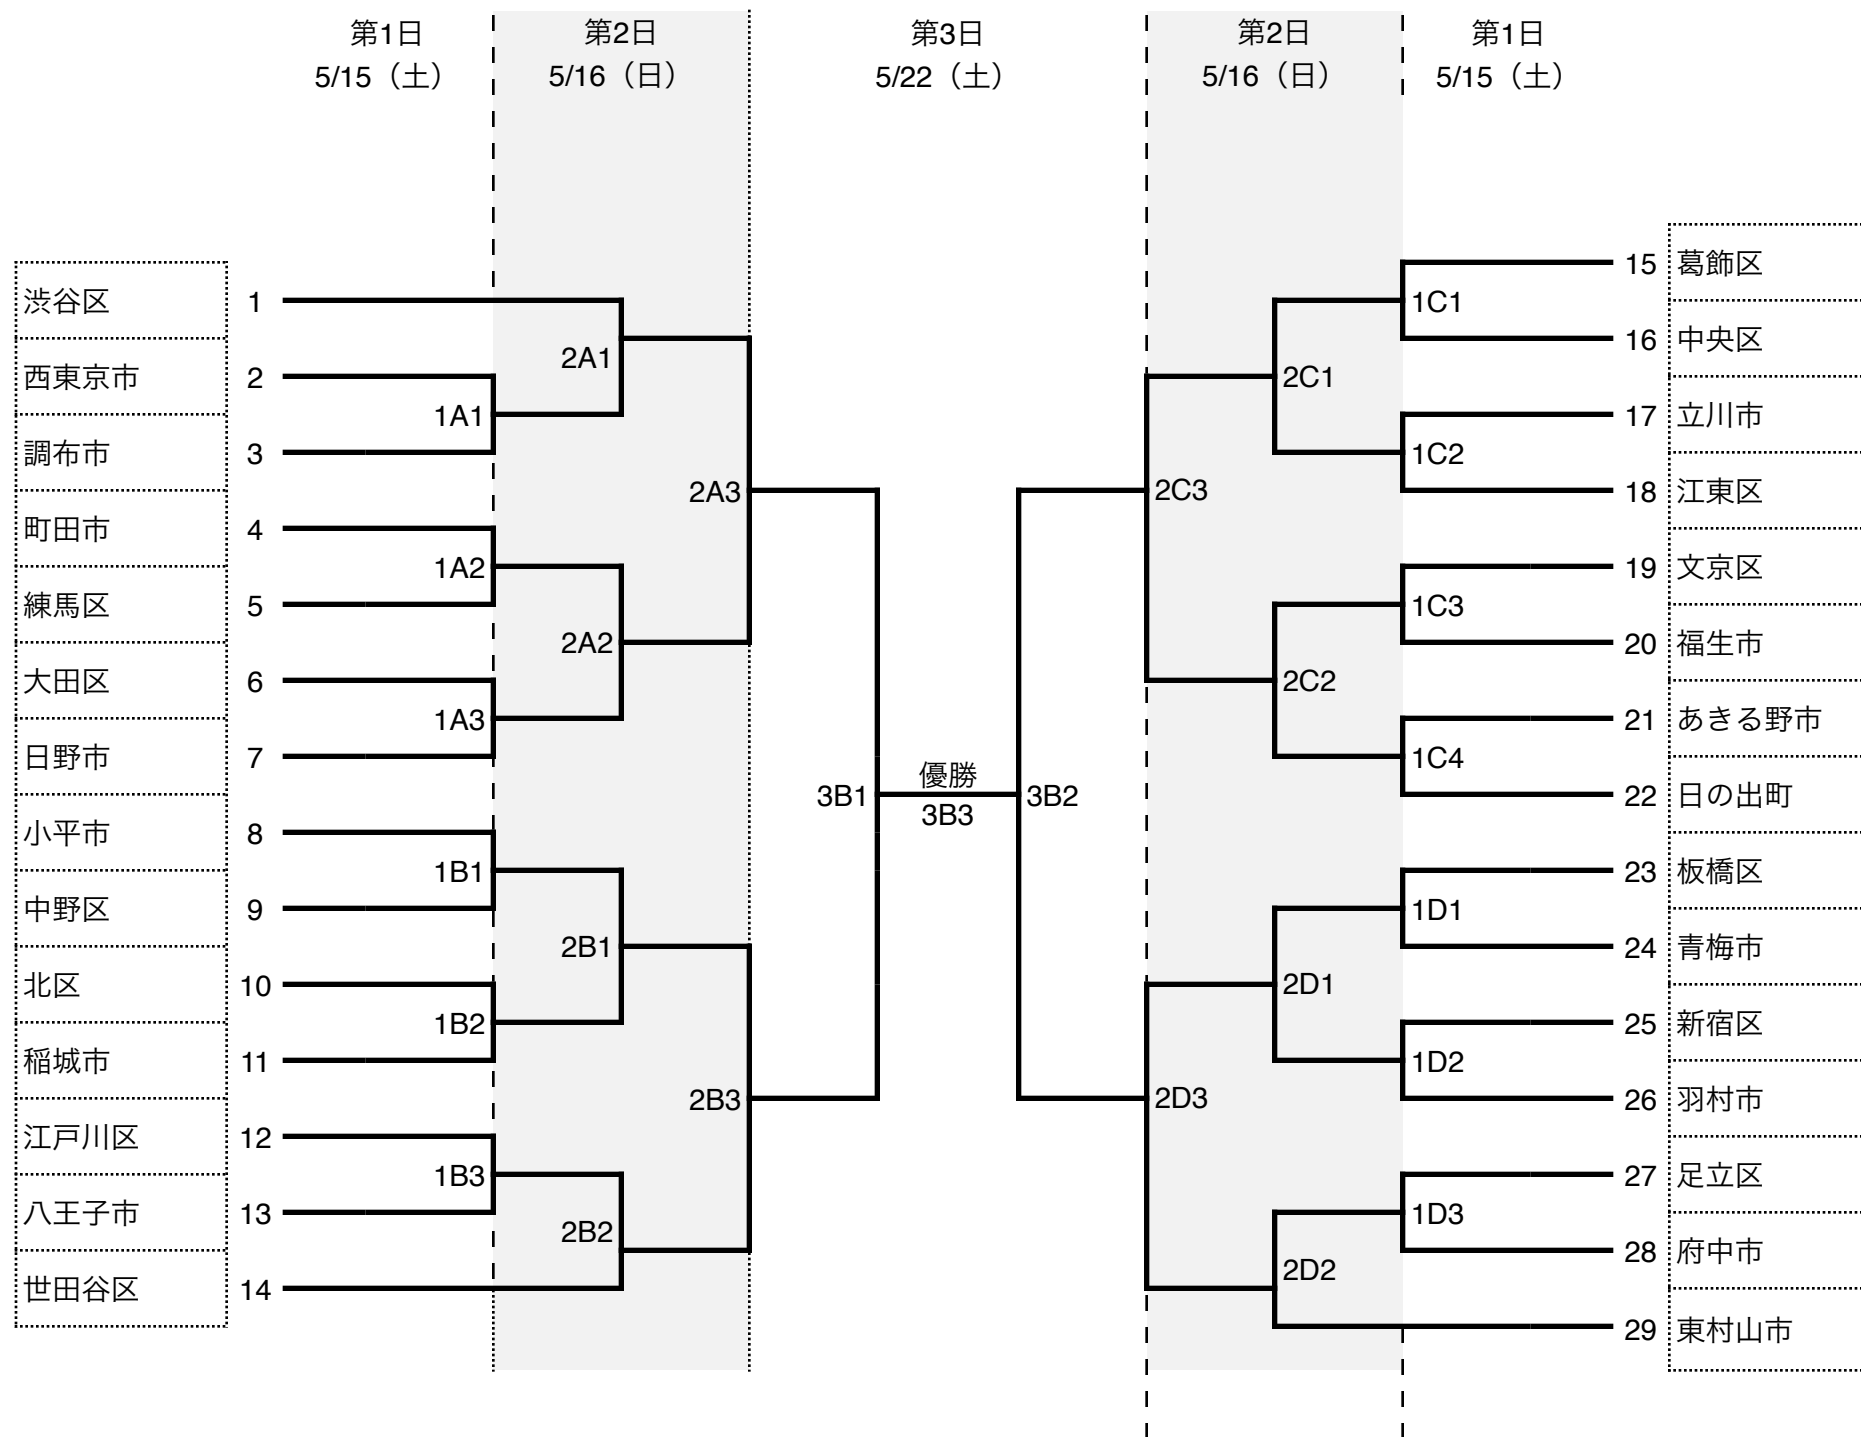 第1日
5/15（土）
第2日
5/16（日）
第3日
5/22（土）
第2日
5/16（日）
第1日
5/15（土）
渋谷区 1
西東京市 2
調布市 3
町田市 4
練馬区 5
大田区 6
日野市 7
小平市 8
中野区 9
北区 10
稲城市 11
江戸川区 12
八王子市 13
世田谷区 14
1A1
1A2
1A3
1B1
1B2
1B3
2A1
2A2
2B1
2B2
2A3
2B3
3B1
優勝
3B3
3B2
2C3
2D3
2C1
2C2
2D1
2D2
1C1
1C2
1C3
1C4
1D1
1D2
1D3
15 葛飾区
16 中央区
17 立川市
18 江東区
19 文京区
20 福生市
21 あきる野市
22 日の出町
23 板橋区
24 青梅市
25 新宿区
26 羽村市
27 足立区
28 府中市
29 東村山市